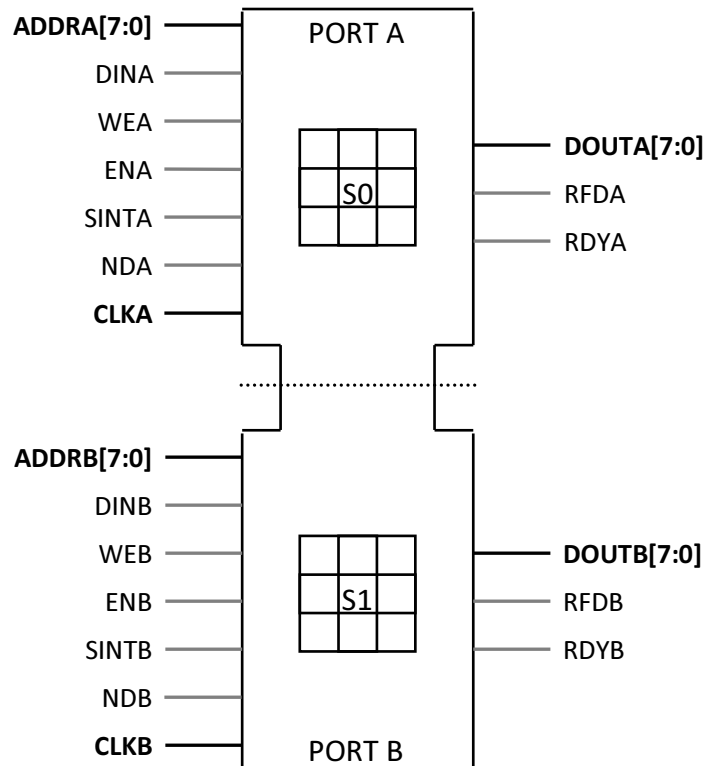 ADDRA[7:0]
PORT A
DINA
WEA
ENA
SINTA
NDA
CLKA
S0
DOUTA[7:0]
RFDA
RDYA
ADDRB[7:0]
DINB
WEB
ENB
SINTB
NDB
CLKB
S1
DOUTB[7:0]
RFDB
RDYB
PORT B